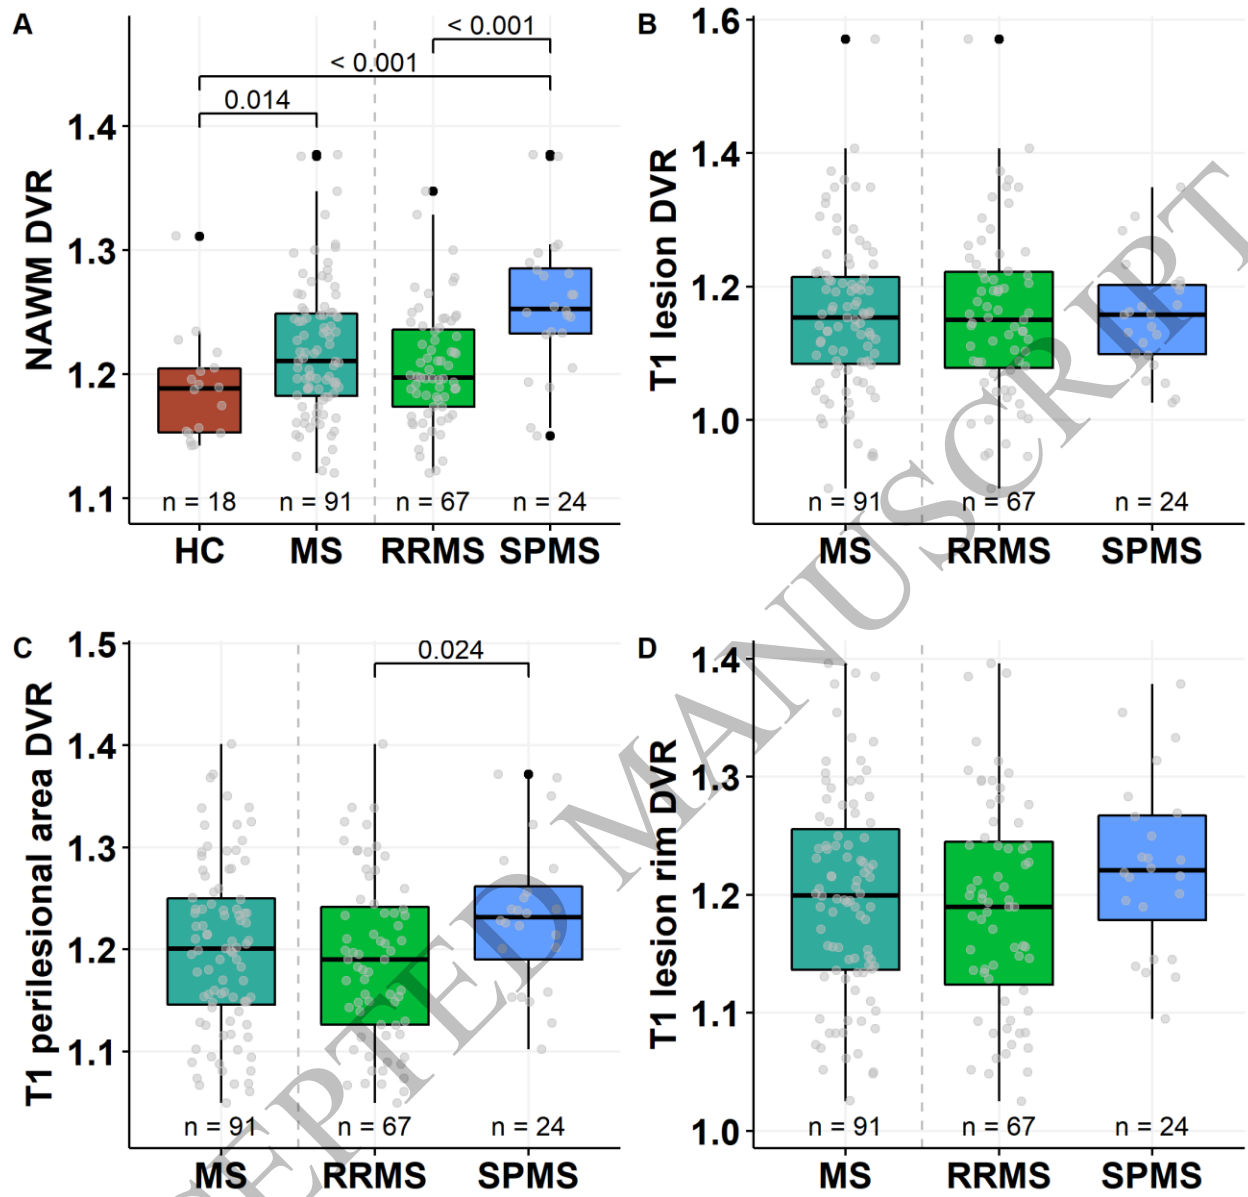 A
NAWM DVR
1.4
1.3
1.2
1.1
0.014
< 0.001
< 0.001
n = 18
n = 91
n = 67
n = 24
HC
MS
RRMS
SPMS
B
T1 lesion DVR
1.6
1.4
1.2
1.0
n = 91
n = 67
n = 24
MS
RRMS
SPMS
C
T1 perilesional area DVR
1.5
1.4
1.3
1.2
1.1
0.024
n = 91
n = 67
n = 24
MS
RRMS
SPMS
D
T1 lesion rim DVR
1.4
1.3
1.2
1.1
1.0
n = 91
n = 67
n = 24
MS
RRMS
SPMS
CEPTED MANUSCRIPT